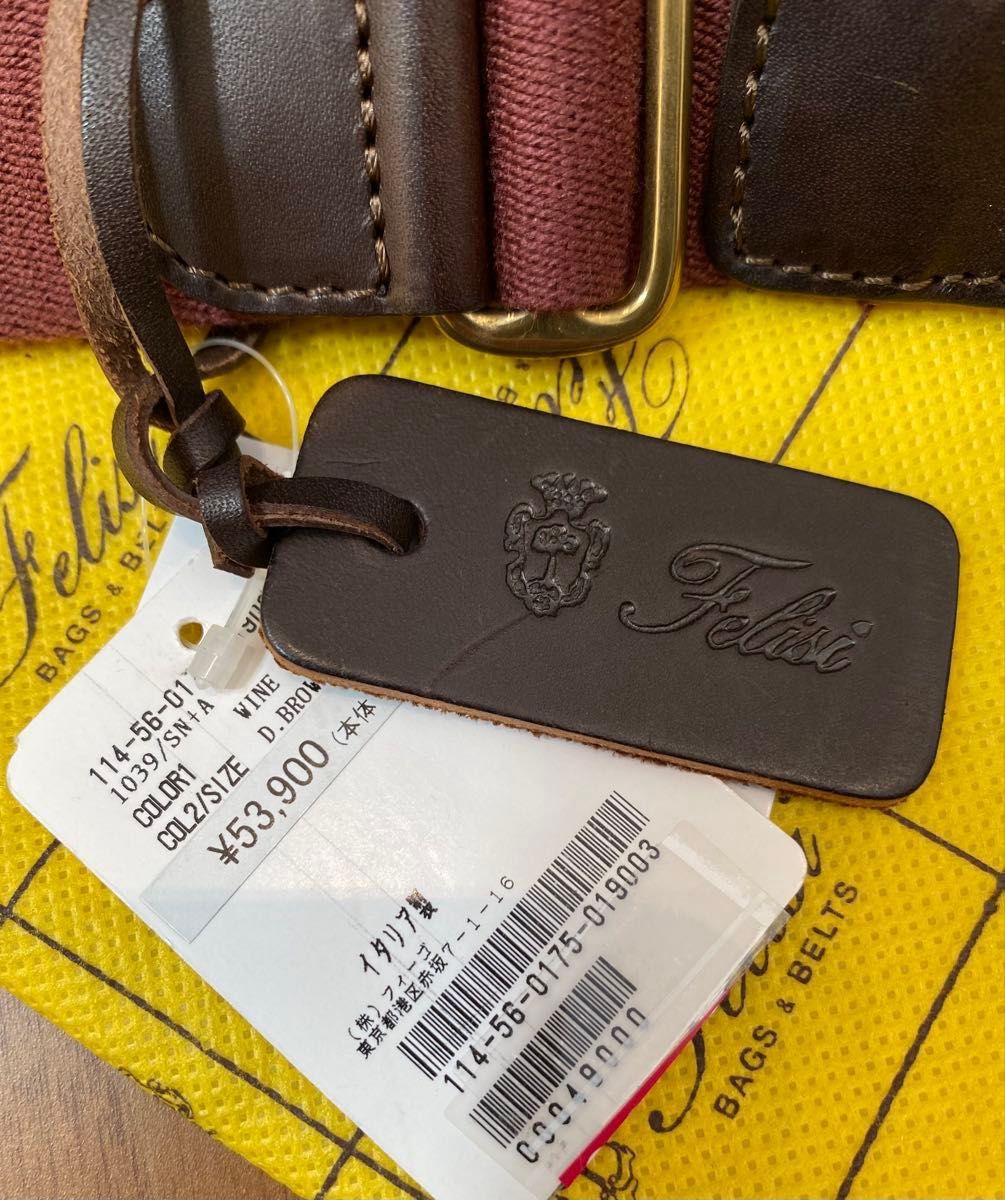 Felisi
BAGS & BELTS
Felisi
114-56-01
1039/SN+A
COLOR1 WINE
COL2/SIZE D.BROW
¥53,900 (本体
イタリア製
(株)フィーゴ
東京都港区赤坂7-1-16
114-56-0175-019003
C00049000
BAGS & BELTS